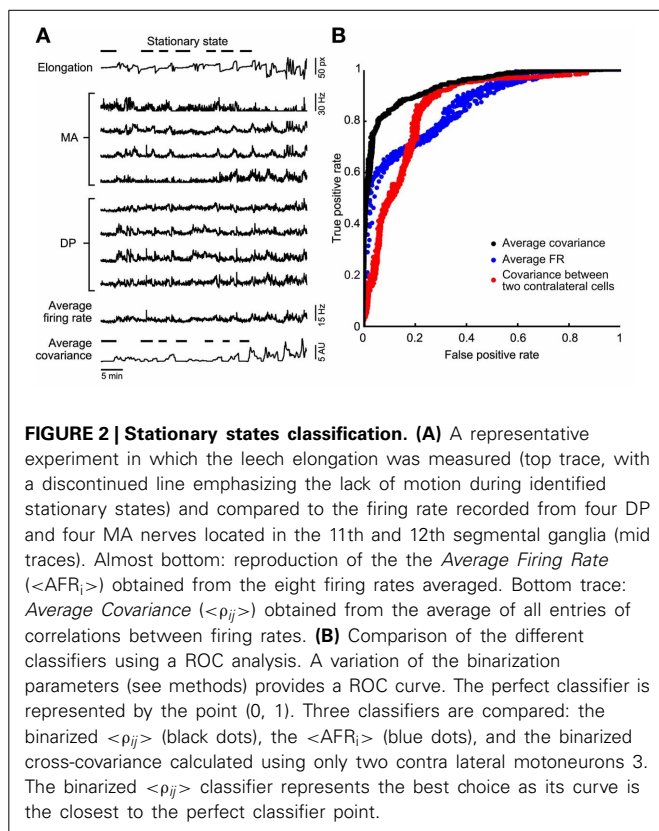 A
Stationary state
Elongation
50 px
30 Hz
MA
DP
Average
firing rate
15 Hz
Average
covariance
5 AU
5 min
B
True positive rate
1
0.8
0.6
0.4
0.2
0
0 0.2 0.4 0.6 0.8 1
False positive rate
Average covariance
Average FR
Covariance between
two contralateral cells
FIGURE 2 | Stationary states classification. (A) A representative
experiment in which the leech elongation was measured (top trace, with
a discontinued line emphasizing the lack of motion during identified
stationary states) and compared to the firing rate recorded from four DP
and four MA nerves located in the 11th and 12th segmental ganglia (mid
traces). Almost bottom: reproduction of the the Average Firing Rate
(<AFRi>) obtained from the eight firing rates averaged. Bottom trace:
Average Covariance (<ρij>) obtained from the average of all entries of
correlations between firing rates. (B) Comparison of the different
classifiers using a ROC analysis. A variation of the binarization
parameters (see methods) provides a ROC curve. The perfect classifier is
represented by the point (0, 1). Three classifiers are compared: the
binarized <ρij> (black dots), the <AFRi> (blue dots), and the binarized
cross-covariance calculated using only two contra lateral motoneurons 3.
The binarized <ρij> classifier represents the best choice as its curve is
the closest to the perfect classifier point.